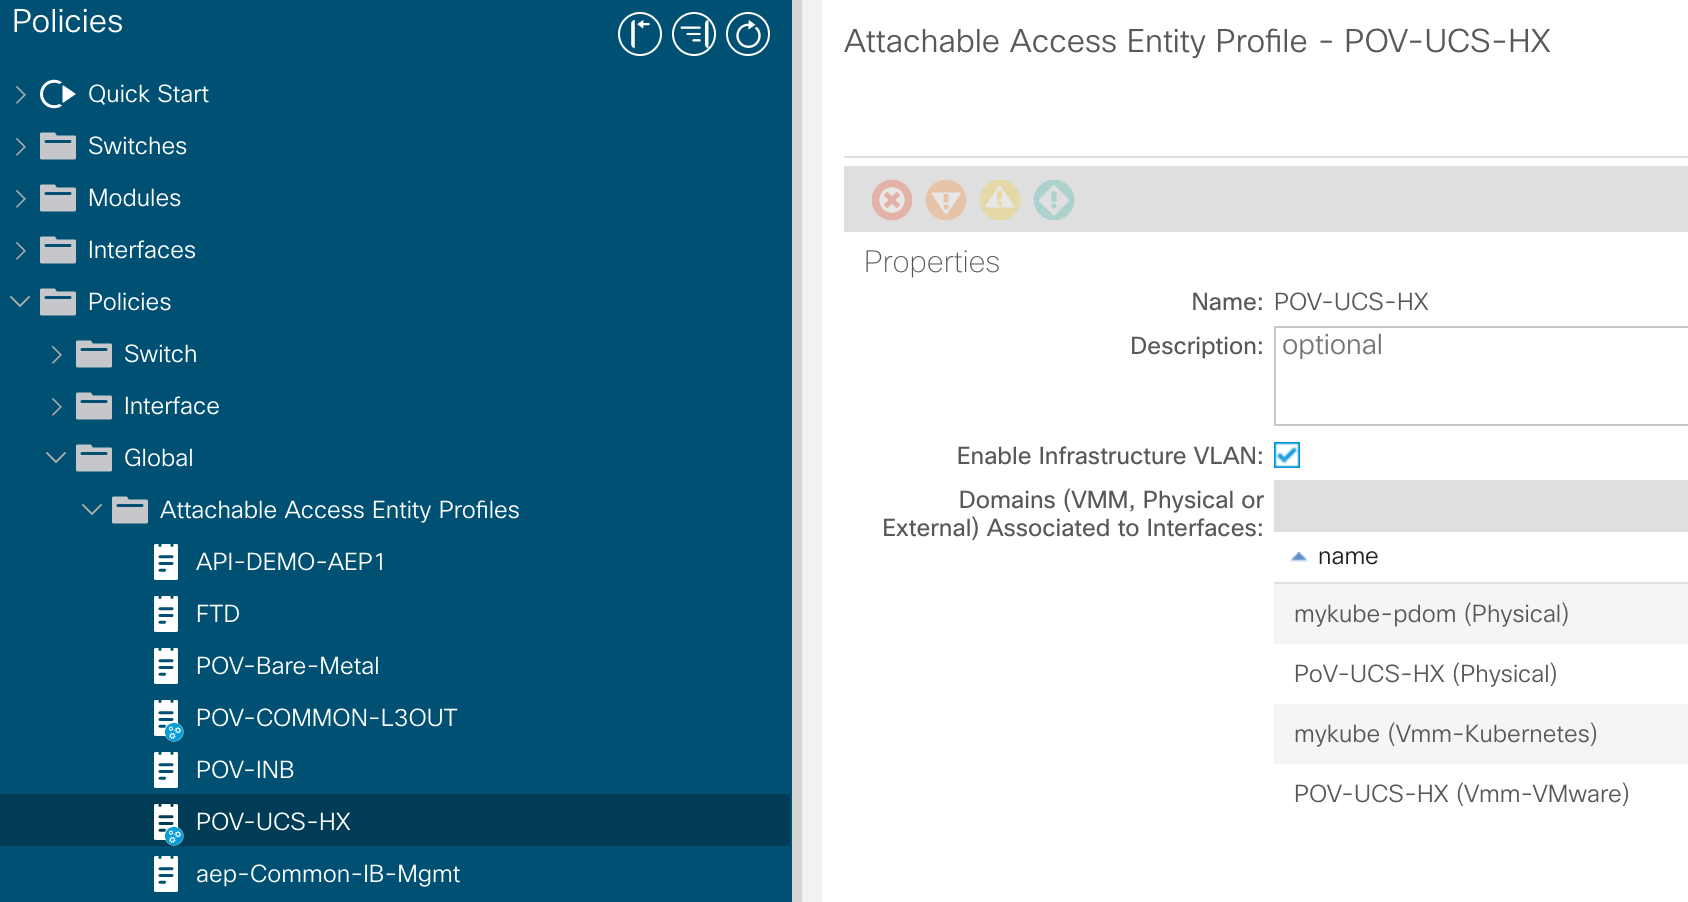 Policies
Quick Start
Switches
Modules
Interfaces
Policies
Switch
Interface
Global
Attachable Access Entity Profiles
API-DEMO-AEP1
FTD
POV-Bare-Metal
POV-COMMON-L3OUT
POV-INB
POV-UCS-HX
aep-Common-IB-Mgmt
Attachable Access Entity Profile - POV-UCS-HX
Properties
Name: POV-UCS-HX
Description: optional
Enable Infrastructure VLAN:
Domains (VMM, Physical or
External) Associated to Interfaces:
name
mykube-pdom (Physical)
PoV-UCS-HX (Physical)
mykube (Vmm-Kubernetes)
POV-UCS-HX (Vmm-VMware)